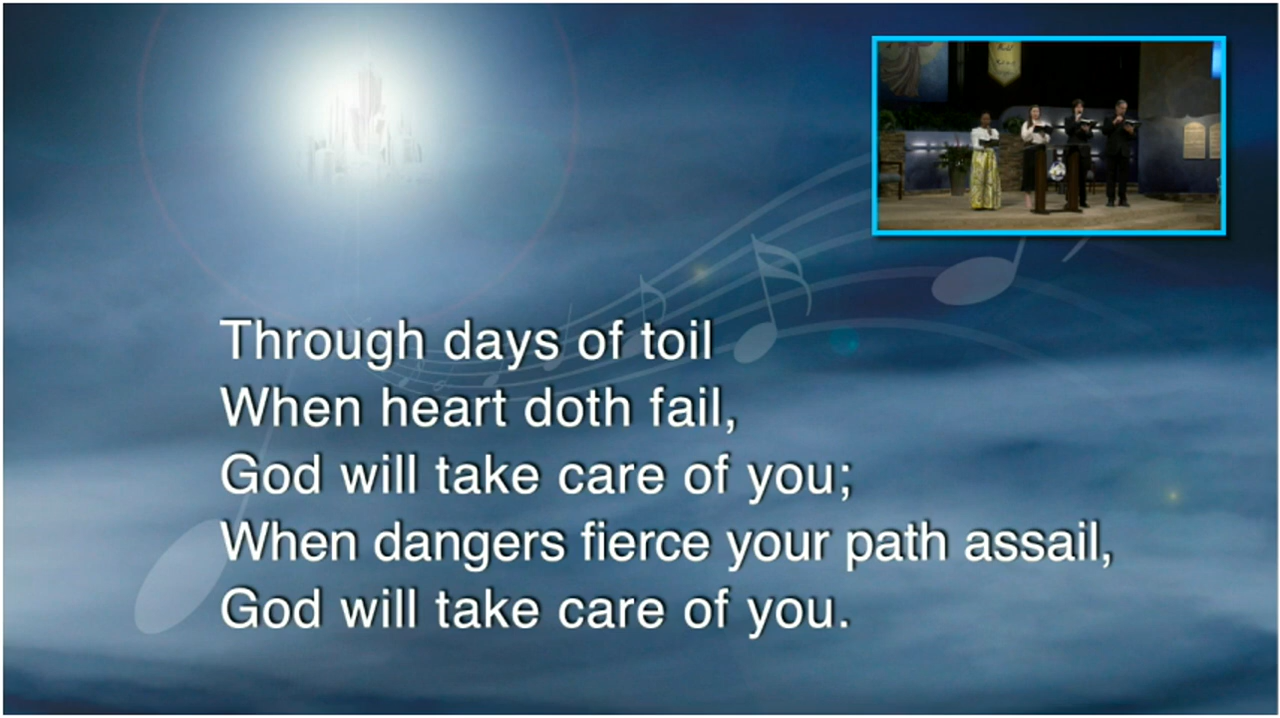 Through days of toil
When heart doth fail,
God will take care of you;
When dangers fierce your path assail,
God will take care of you.